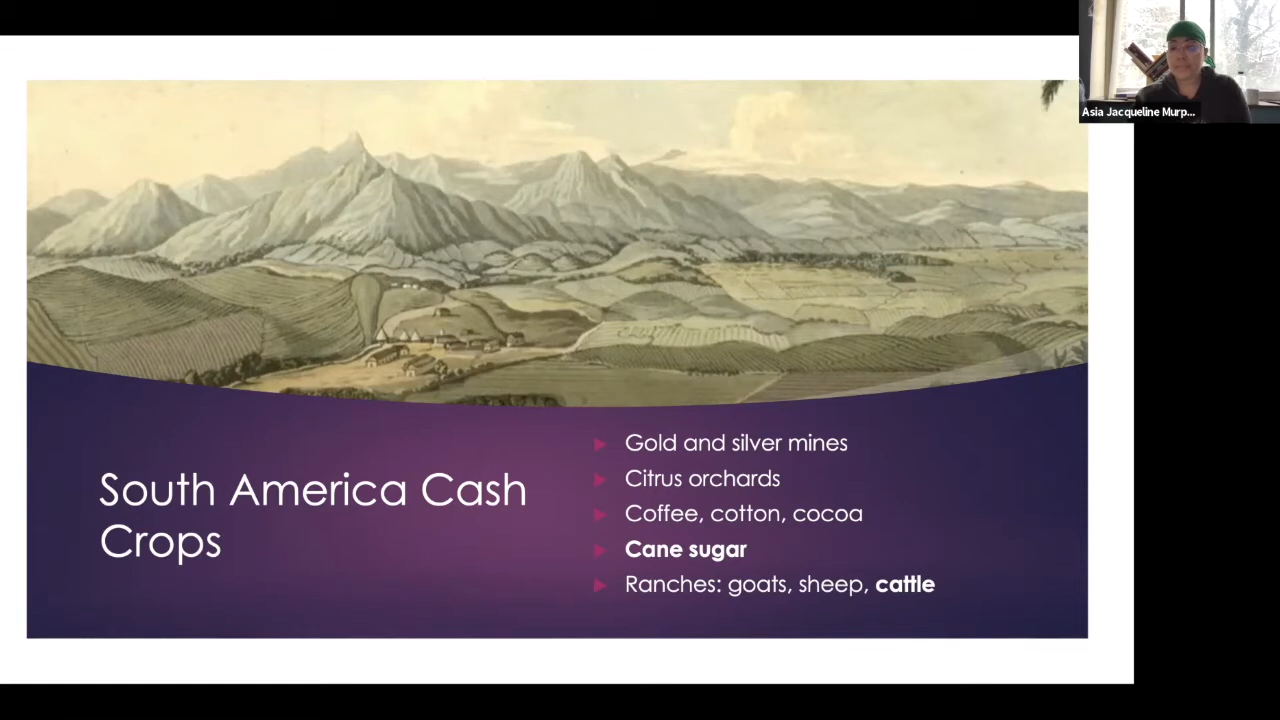 Asia Jacqueline Murp...
South America Cash
Crops
Gold and silver mines
Citrus orchards
Coffee, cotton, cocoa
Cane sugar
Ranches: goats, sheep, cattle